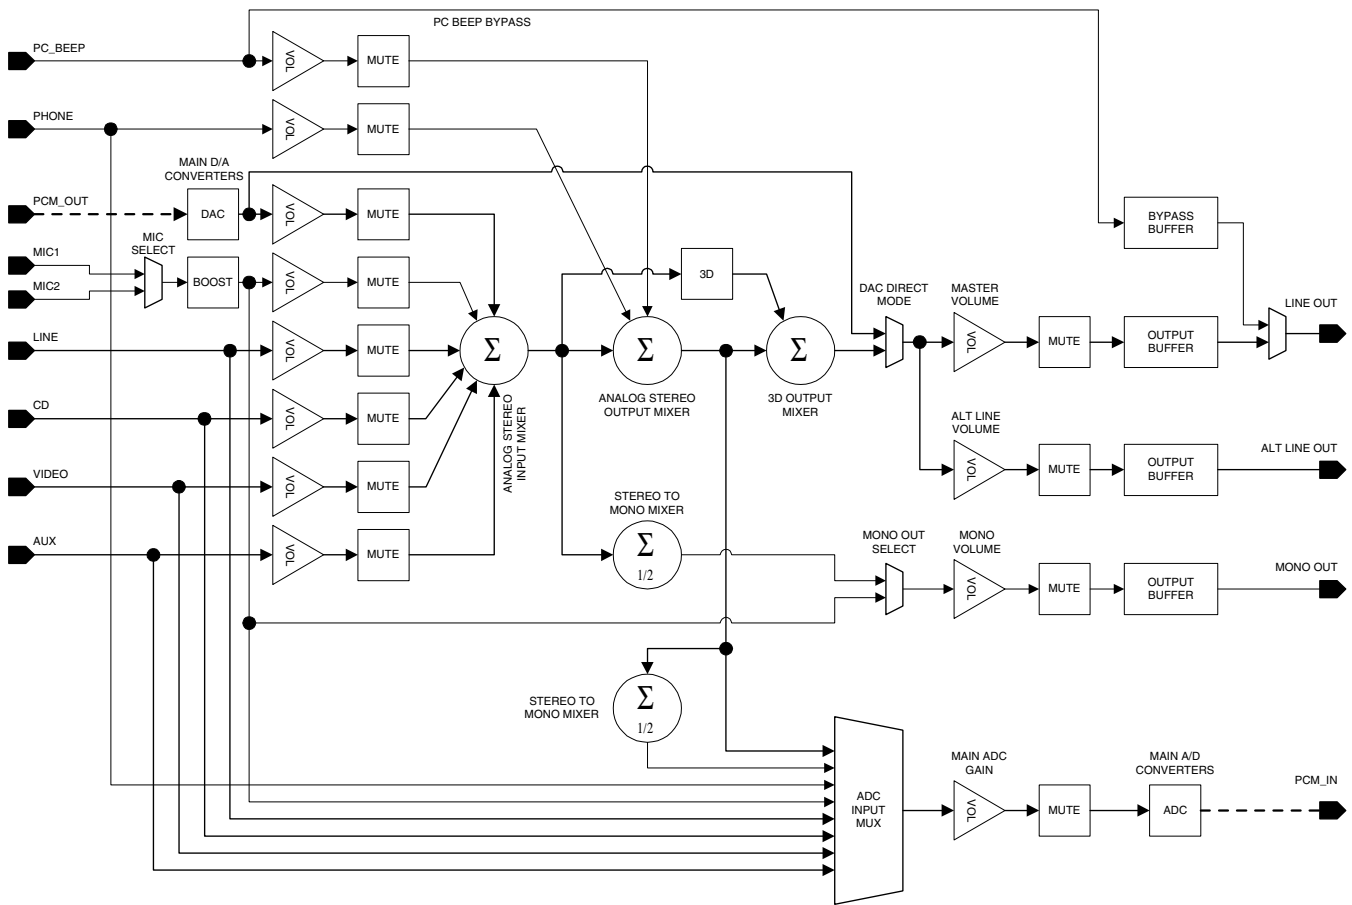 PC BEEP BYPASS
PC_BEEP
VOL
MUTE
PHONE
VOL
MUTE
MAIN D/A
CONVERTERS
PCM_OUT
DAC
VOL
MUTE
BYPASS
BUFFER
MIC
SELECT
MIC1
MIC2
BOOST
VOL
MUTE
3D
DAC DIRECT
MODE
MASTER
VOLUME
LINE OUT
LINE
VOL
MUTE
Σ
ANALOG STEREO
INPUT MIXER
Σ
ANALOG STEREO
OUTPUT MIXER
Σ
3D OUTPUT
MIXER
VOL
MUTE
OUTPUT
BUFFER
CD
VOL
MUTE
ALT LINE
VOLUME
VOL
MUTE
OUTPUT
BUFFER
ALT LINE OUT
VIDEO
VOL
MUTE
STEREO TO
MONO MIXER
Σ
1/2
AUX
VOL
MUTE
MONO OUT
SELECT
MONO
VOLUME
VOL
MUTE
OUTPUT
BUFFER
MONO OUT
STEREO TO
MONO MIXER
Σ
1/2
ADC
INPUT
MUX
MAIN ADC
GAIN
VOL
MUTE
MAIN A/D
CONVERTERS
ADC
PCM_IN